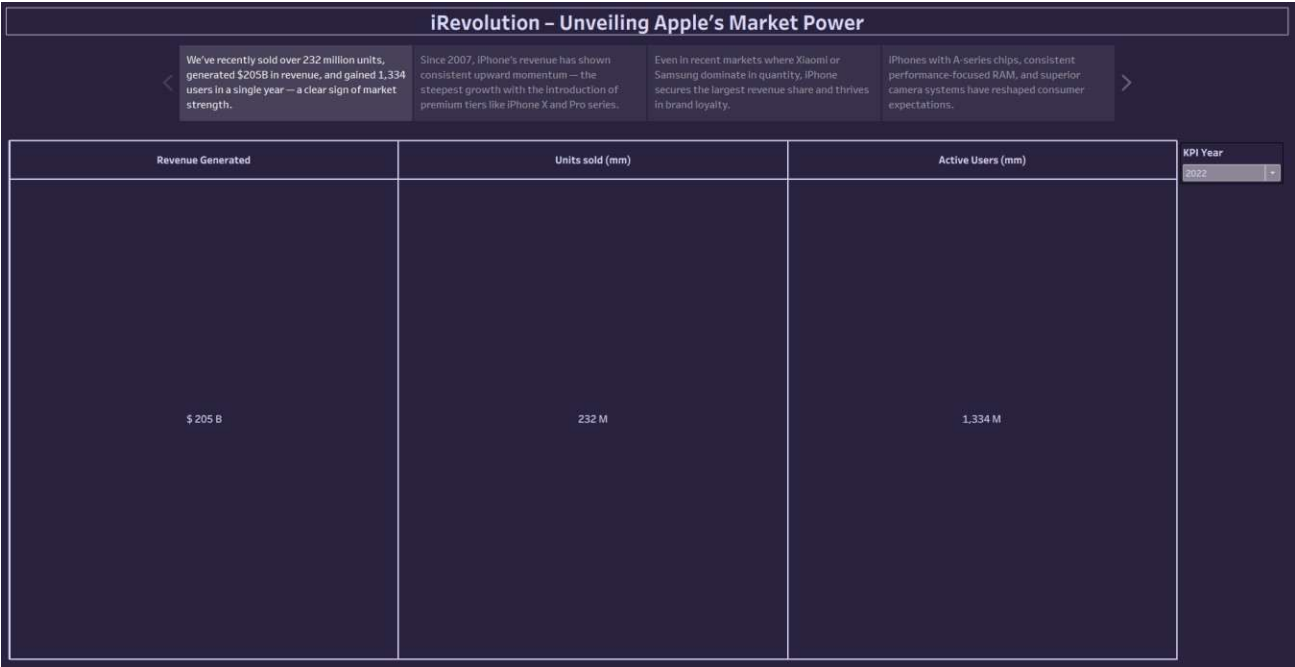 iRevolution – Unveiling Apple's Market Power
We've recently sold over 232 million units,
generated $205B in revenue, and gained 1,334
users in a single year — a clear sign of market
strength.
Since 2007, iPhone's revenue has shown
consistent upward momentum — the
steepest growth with the introduction of
premium tiers like iPhone X and Pro series.
Even in recent markets where Xiaomi or
Samsung dominate in quantity, iPhone
secures the largest revenue share and thrives
in brand loyalty.
iPhones with A-series chips, consistent
performance-focused RAM, and superior
camera systems have reshaped consumer
expectations.
Revenue Generated
Units sold (mm)
Active Users (mm)
KPI Year
2022
$ 205 B
232 M
1,334 M